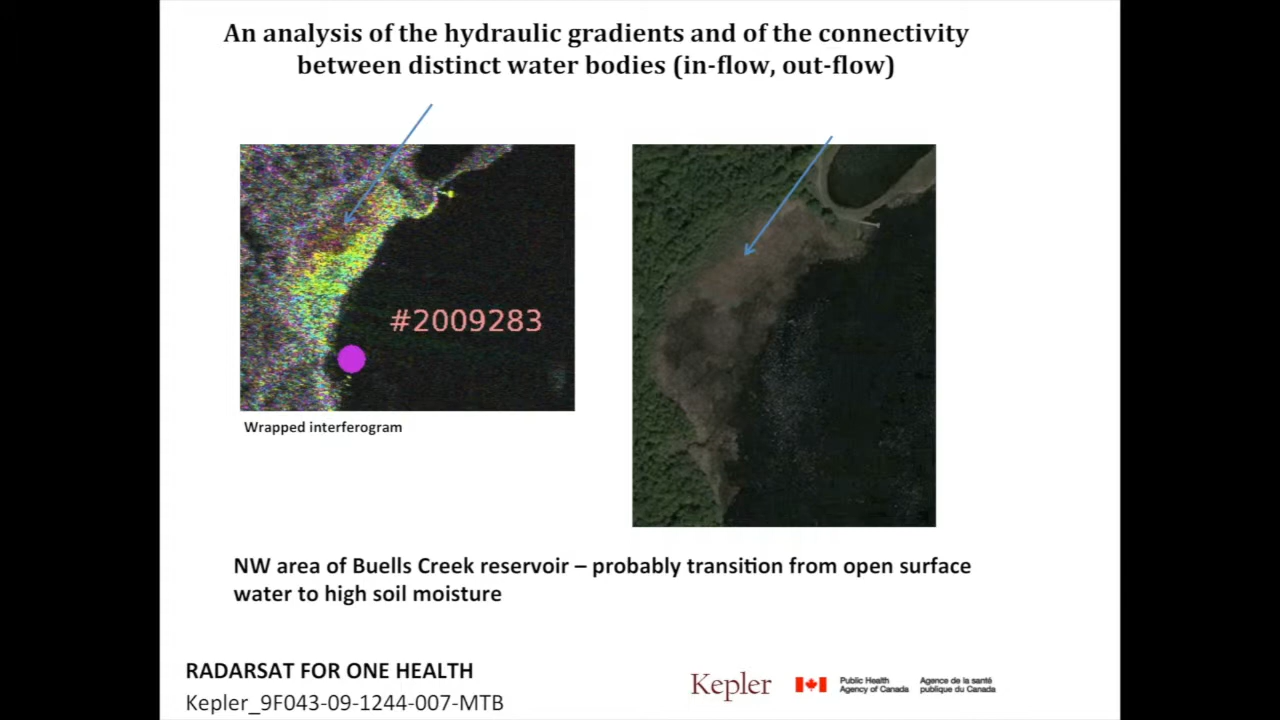 An analysis of the hydraulic gradients and of the connectivity
between distinct water bodies (in-flow, out-flow)
#2009283
Wrapped interferogram
NW area of Buells Creek reservoir – probably transition from open surface
water to high soil moisture
RADARSAT FOR ONE HEALTH
Kepler_9F043-09-1244-007-MTB
Kepler
Public Health
Agency of Canada
Agence de la santé
publique du Canada